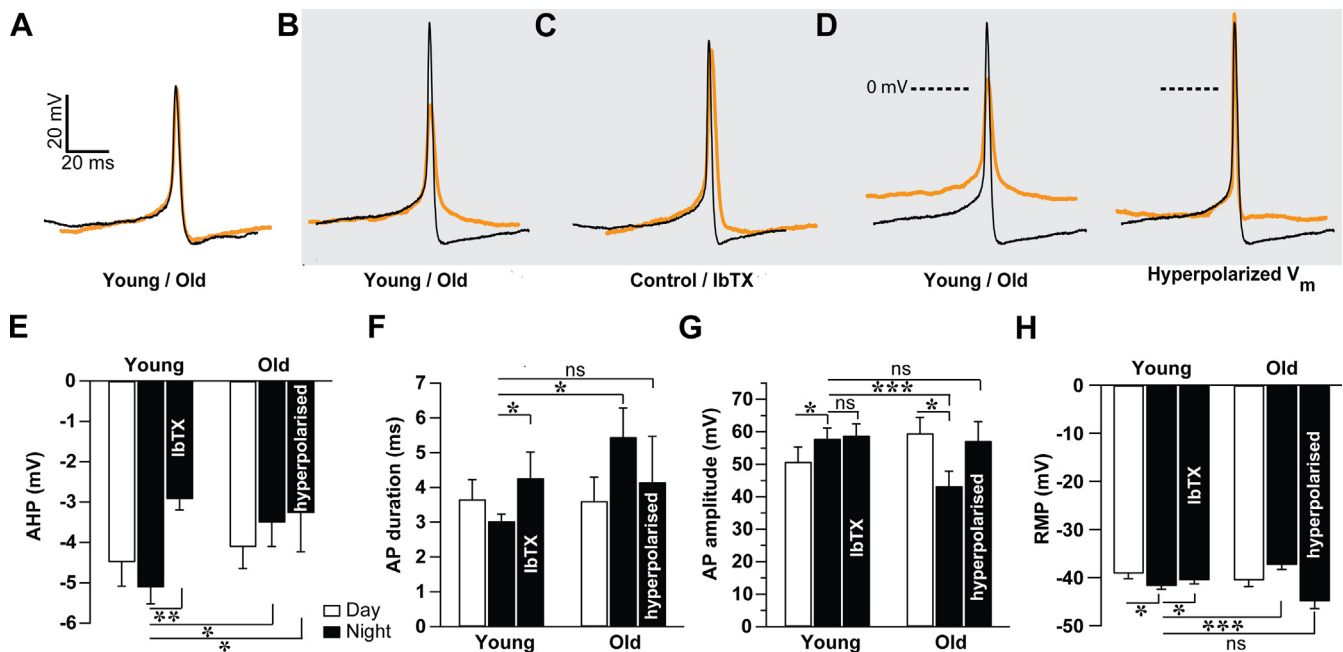 A
B
C
D
20 mV
20 ms
0 mV
Young / Old
Young / Old
Control / IbTX
Young / Old
Hyperpolarized Vm
E
Young
Old
AHP (mV)
0
-1
-2
-3
-4
-5
-6
IbTX
hyperpolarised
**
*
*
Day
Night
F
AP duration (ms)
7
6
5
4
3
2
1
0
ns
*
*
IbTX
hyperpolarised
Young
Old
G
AP amplitude (mV)
70
60
50
40
30
20
10
0
ns
***
*
ns
*
IbTX
hyperpolarised
Young
Old
H
Young
Old
RMP (mV)
0
-10
-20
-30
-40
-50
IbTX
hyperpolarised
*
*
***
ns